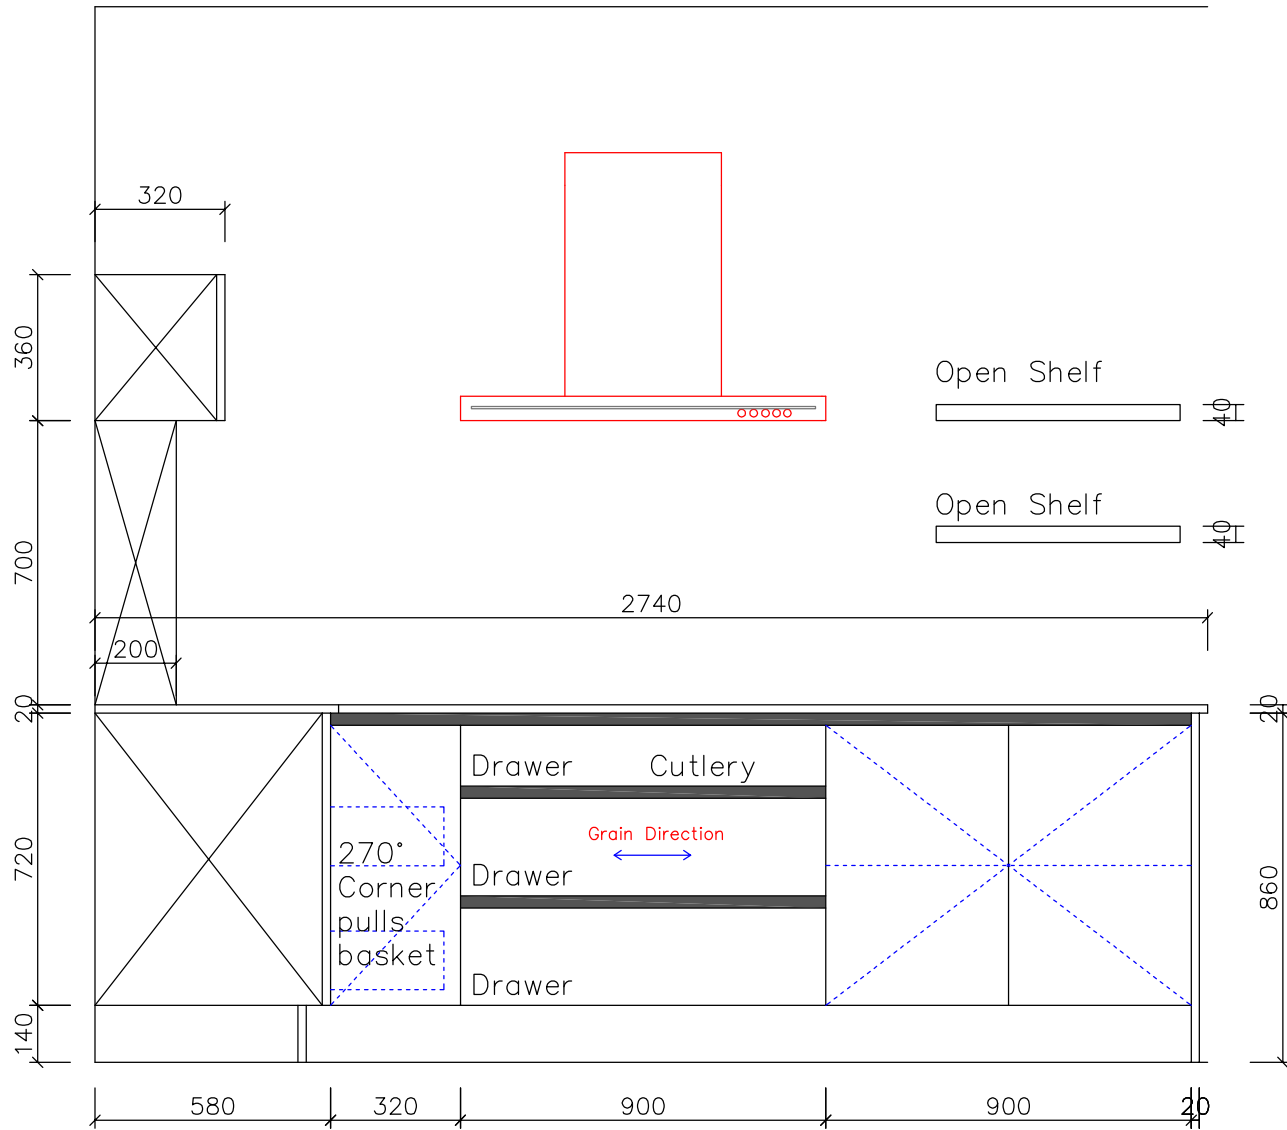 320
360
Open Shelf
40
Open Shelf
40
700
2740
200
20
20
Drawer Cutlery
Grain Direction
720
270°
Corner
pulls
basket
Drawer
860
Drawer
140
580
320
900
900
20